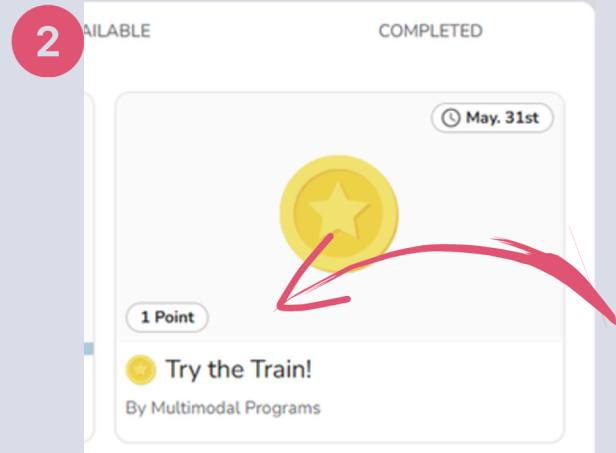 2
AILABLE COMPLETED
May. 31st
1 Point
Try the Train!
By Multimodal Programs